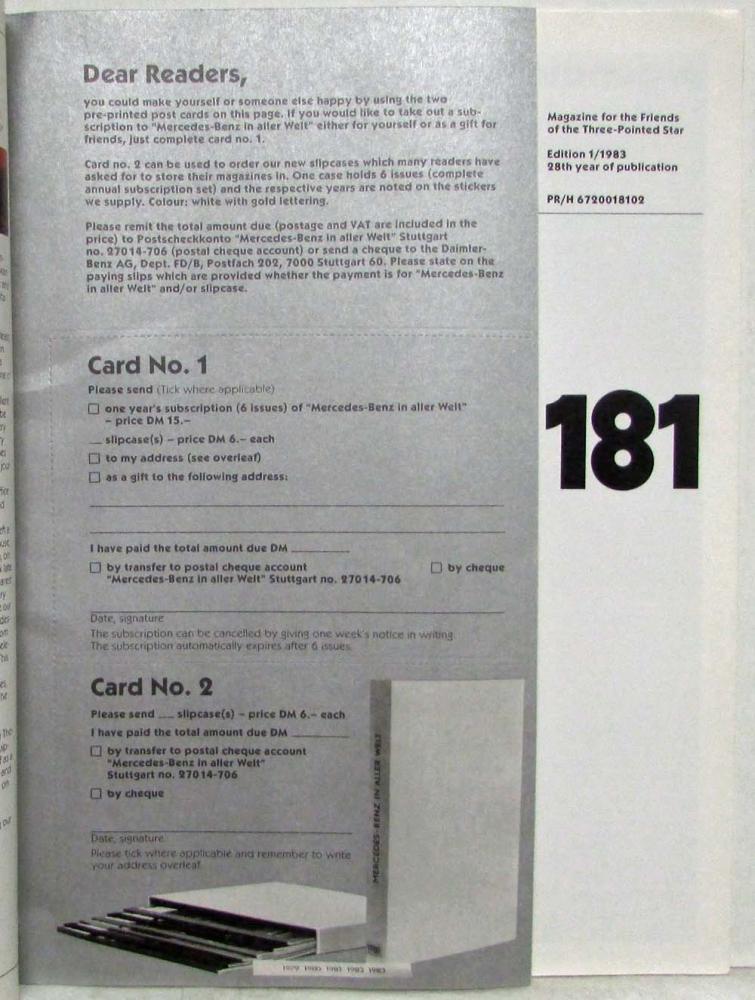 Dear Readers,
you could make yourself or someone else happy by using the two
pre-printed post cards on this page. If you would like to take out a sub-
scription to "Mercedes-Benz in aller Welt" either for yourself or as a gift for
friends, just complete card no. 1.
Card no. 2 can be used to order our new slipcases which many readers have
asked for to store their magazines in. One case holds 6 issues (complete
annual subscription set) and the respective years are noted on the stickers
we supply. Colour: white with gold lettering.
Please remit the total amount due (postage and VAT are included in the
price) to Postscheckkonto "Mercedes-Benz in aller Welt" Stuttgart
no. 27014-706 (postal cheque account) or send a cheque to the Daimler-
Benz AG, Dept. FD/B, Postfach 202, 7000 Stuttgart 60. Please state on the
paying slips which are provided whether the payment is for "Mercedes-Benz
in aller Welt" and/or slipcase.
Card No. 1
Please send (Tick where applicable)
one year's subscription (6 issues) of "Mercedes-Benz in aller Welt"
– price DM 15.–
__ slipcase(s) – price DM 6.– each
to my address (see overleaf)
as a gift to the following address:
I have paid the total amount due DM ________
by transfer to postal cheque account
"Mercedes-Benz in aller Welt" Stuttgart no. 27014-706
by cheque
Date, signature
The subscription can be cancelled by giving one week's notice in writing.
The subscription automatically expires after 6 issues.
Card No. 2
Please send __ slipcase(s) – price DM 6.– each
I have paid the total amount due DM ________
by transfer to postal cheque account
"Mercedes-Benz in aller Welt"
Stuttgart no. 27014-706
by cheque
Date, signature
Please tick where applicable and remember to write
your address overleaf.
MERCEDES-BENZ IN ALLER WELT
1979 1980 1981 1982 1983
Magazine for the Friends
of the Three-Pointed Star
Edition 1/1983
28th year of publication
PR/H 6720018102
181